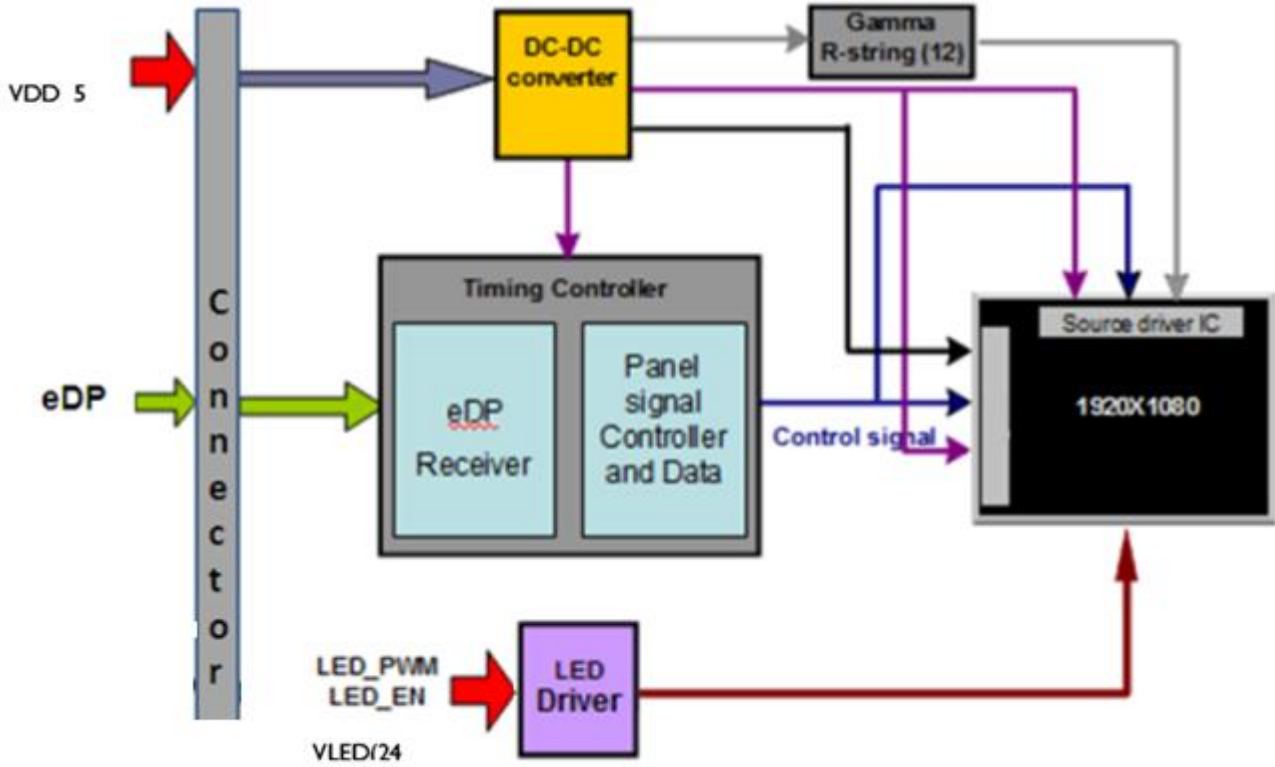 Gamma
R-string (12)
DC-DC
converter
VDD 5
Connector
Timing Controller
Source driver IC
eDP
eDP
Receiver
Panel
signal
Controller
and Data
1920X1080
Control signal
LED_PWM
LED_EN
LED
Driver
VLED(24